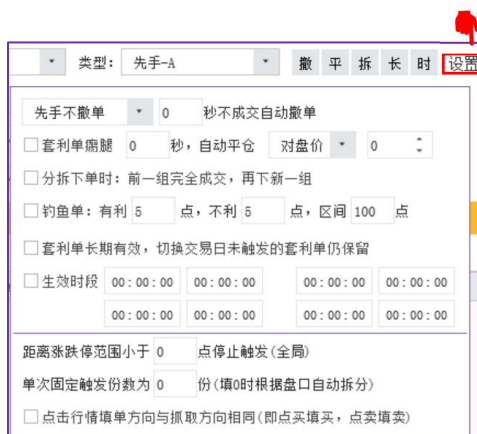 类型： 先手-A 撤 平 拆 长 时 设置
先手不撤单 0 秒不成交自动撤单
套利单瘸腿 0 秒，自动平仓 对盘价 0
分拆下单时：前一组完全成交，再下新一组
钓鱼单：有利 5 点，不利 5 点，区间 100 点
套利单长期有效，切换交易日未触发的套利单仍保留
生效时段 00:00:00 00:00:00 00:00:00 00:00:00
00:00:00 00:00:00 00:00:00 00:00:00
距离涨跌停范围小于 0 点停止触发(全局)
单次固定触发份数为 0 份(填0时根据盘口自动拆分)
点击行情填单方向与抓取方向相同(即点买填买，点卖填卖)